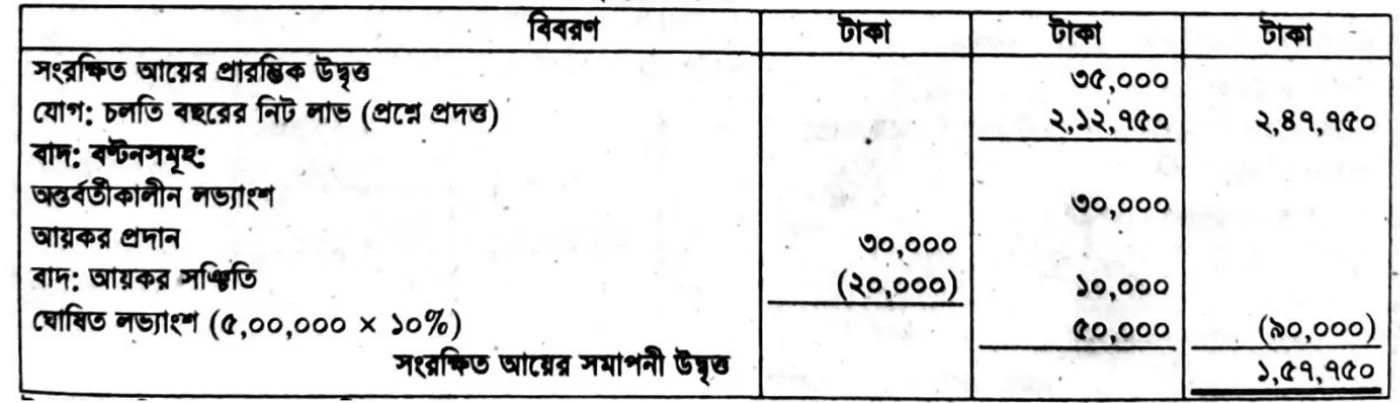 বিবরণ টাকা টাকা টাকা
সংরক্ষিত আয়ের প্রারম্ভিক উদ্বৃত্ত ৩৫,০০০
যোগ: চলতি বছরের নিট লাভ (প্রশ্নে প্রদত্ত) ২,১২,৭৫০ ২,৪৭,৭৫০
বাদ: বণ্টনসমূহ:
অন্তর্বর্তীকালীন লভ্যাংশ ৩০,০০০
আয়কর প্রদান ৩০,০০০
বাদ: আয়কর সঞ্চিতি (২০,০০০) ১০,০০০
ঘোষিত লভ্যাংশ (৫,০০,০০০ × ১০%) ৫০,০০০ (৯০,০০০)
সংরক্ষিত আয়ের সমাপনী উদ্বৃত্ত ১,৫৭,৭৫০